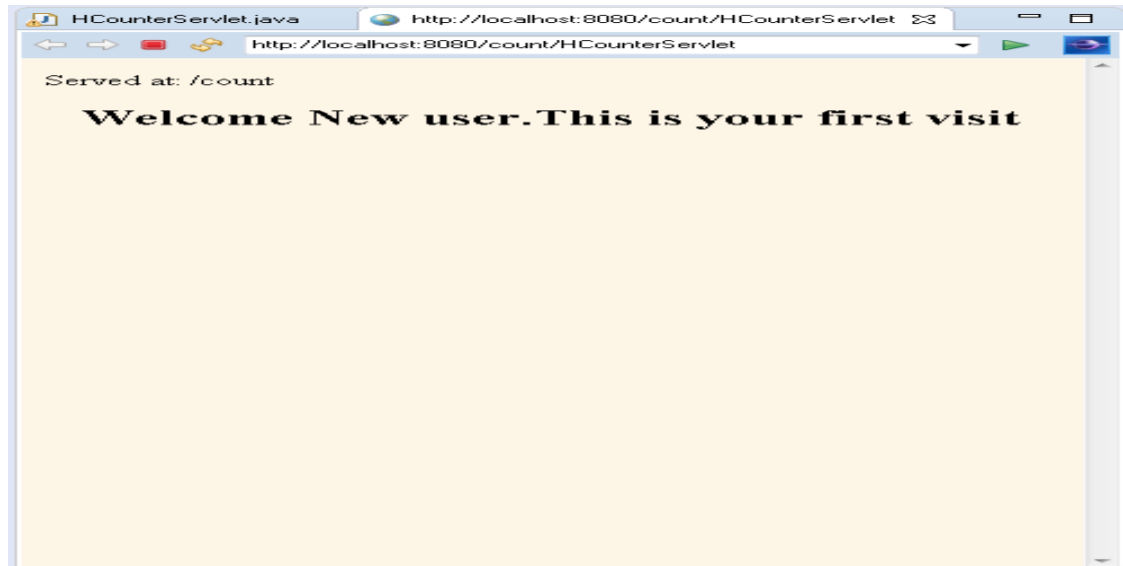 HCounterServlet.java
http://localhost:8080/count/HCounterServlet
http://localhost:8080/count/HCounterServlet
Served at: /count
Welcome New user.This is your first visit